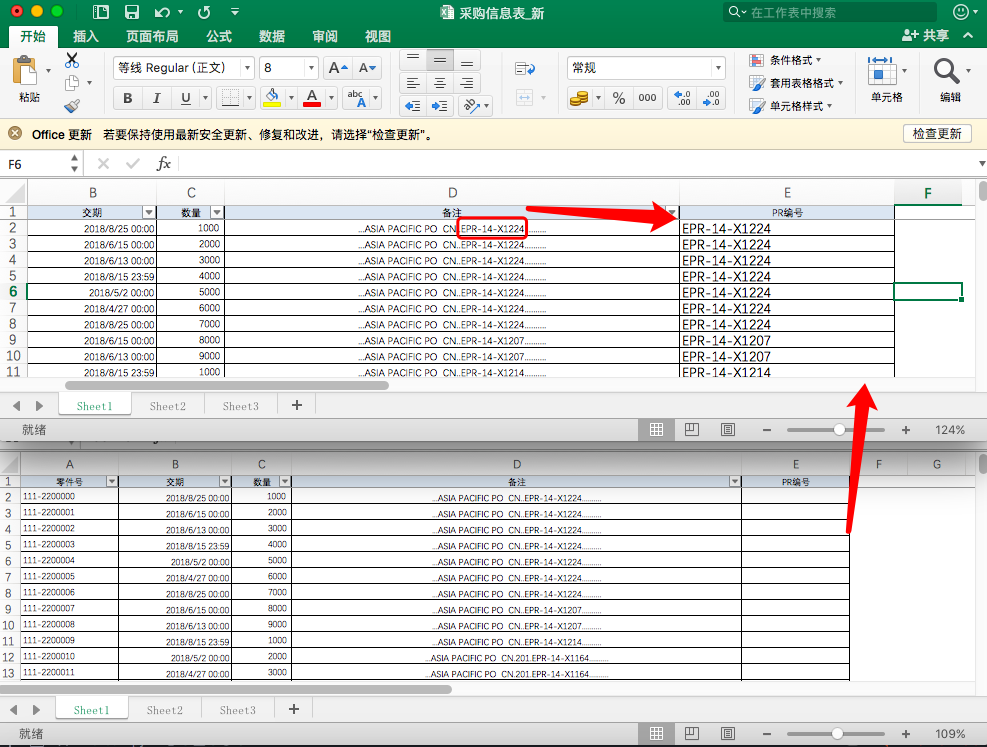 采购信息表_新
在工作表中搜索
开始 插入 页面布局 公式 数据 审阅 视图 共享
粘贴
等线 Regular (正文) 8 A A
B I U A abc A
常规
% 000 .0 .00 .00 .0
条件格式
套用表格格式
单元格样式
单元格
编辑
Office 更新 若要保持使用最新安全更新、修复和改进，请选择“检查更新”。 检查更新
F6 fx
B C D E F
1 交期 数量 备注 PR编号
2 2018/8/25 00:00 1000 ...ASIA PACIFIC PO CN..EPR-14-X1224......... EPR-14-X1224
3 2018/6/15 00:00 2000 ...ASIA PACIFIC PO CN..EPR-14-X1224......... EPR-14-X1224
4 2018/6/13 00:00 3000 ...ASIA PACIFIC PO CN..EPR-14-X1224......... EPR-14-X1224
5 2018/8/15 23:59 4000 ...ASIA PACIFIC PO CN..EPR-14-X1224......... EPR-14-X1224
6 2018/5/2 00:00 5000 ...ASIA PACIFIC PO CN..EPR-14-X1224......... EPR-14-X1224
7 2018/4/27 00:00 6000 ...ASIA PACIFIC PO CN..EPR-14-X1224......... EPR-14-X1224
8 2018/8/25 00:00 7000 ...ASIA PACIFIC PO CN..EPR-14-X1224......... EPR-14-X1224
9 2018/6/15 00:00 8000 ...ASIA PACIFIC PO CN..EPR-14-X1207......... EPR-14-X1207
10 2018/6/13 00:00 9000 ...ASIA PACIFIC PO CN..EPR-14-X1207......... EPR-14-X1207
11 2018/8/15 23:59 1000 ...ASIA PACIFIC PO CN..EPR-14-X1214......... EPR-14-X1214
Sheet1 Sheet2 Sheet3 +
就绪 124%
A B C D E F G
1 零件号 交期 数量 备注 PR编号
2 111-2200000 2018/8/25 00:00 1000 ...ASIA PACIFIC PO CN..EPR-14-X1224.........
3 111-2200001 2018/6/15 00:00 2000 ...ASIA PACIFIC PO CN..EPR-14-X1224.........
4 111-2200002 2018/6/13 00:00 3000 ...ASIA PACIFIC PO CN..EPR-14-X1224.........
5 111-2200003 2018/8/15 23:59 4000 ...ASIA PACIFIC PO CN..EPR-14-X1224.........
6 111-2200004 2018/5/2 00:00 5000 ...ASIA PACIFIC PO CN..EPR-14-X1224.........
7 111-2200005 2018/4/27 00:00 6000 ...ASIA PACIFIC PO CN..EPR-14-X1224.........
8 111-2200006 2018/8/25 00:00 7000 ...ASIA PACIFIC PO CN..EPR-14-X1224.........
9 111-2200007 2018/6/15 00:00 8000 ...ASIA PACIFIC PO CN..EPR-14-X1207.........
10 111-2200008 2018/6/13 00:00 9000 ...ASIA PACIFIC PO CN..EPR-14-X1207.........
11 111-2200009 2018/8/15 23:59 1000 ...ASIA PACIFIC PO CN..EPR-14-X1214.........
12 111-2200010 2018/5/2 00:00 2000 ...ASIA PACIFIC PO CN.201.EPR-14-X1164.........
13 111-2200011 2018/4/27 00:00 3000 ...ASIA PACIFIC PO CN.201.EPR-14-X1164.........
Sheet1 Sheet2 Sheet3 +
就绪 109%